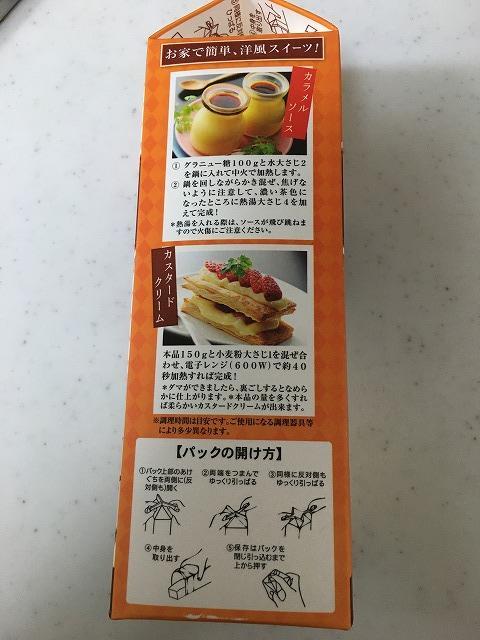 お家で簡単、洋風スイーツ！
カラメル
ソース
① グラニュー糖100gと水大さじ2
を鍋に入れて中火で加熱します。
② 鍋を回しながらかき混ぜ、焦げな
いように注意して、濃い茶色に
なったところに熱湯大さじ4を加
えて完成！
*熱湯を入れる際は、ソースが飛び跳ねま
すので火傷にご注意ください。
カスタード
クリーム
本品150gと小麦粉大さじ1を混ぜ合
わせ、電子レンジ(600W)で約40
秒加熱すれば完成！
*ダマができましたら、裏ごしするとなめら
かに仕上がります。*本品の量を多くすれ
ば柔らかいカスタードクリームが出来ます。
※調理時間は目安です。ご使用になる調理器具等
により多少異なります。
【パックの開け方】
①パック上部のあけ
ぐちを両側に(反
対側も)開く
②両端をつまんで
ゆっくり引っぱる
③同様に反対側も
ゆっくり引っぱる
④中身を
取り出す
⑤保存はパックを
閉じ引っ込むまで
上から押す